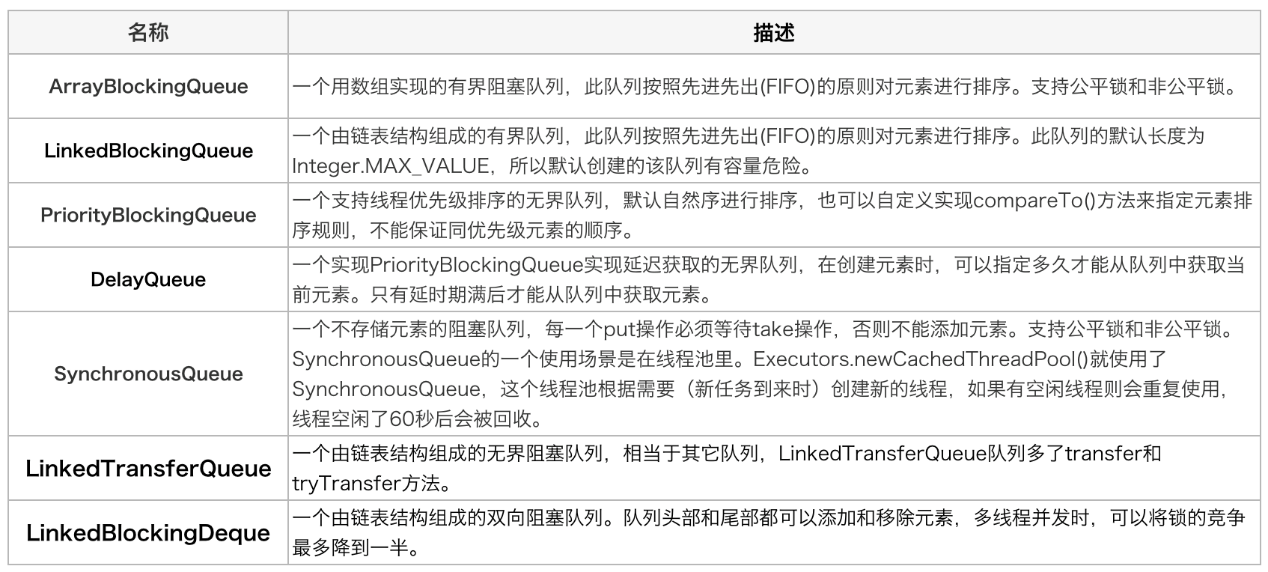 名称
描述
ArrayBlockingQueue
一个用数组实现的有界阻塞队列，此队列按照先进先出(FIFO)的原则对元素进行排序。支持公平锁和非公平锁。
LinkedBlockingQueue
一个由链表结构组成的有界队列，此队列按照先进先出(FIFO)的原则对元素进行排序。此队列的默认长度为
Integer.MAX_VALUE，所以默认创建的该队列有容量危险。
PriorityBlockingQueue
一个支持线程优先级排序的无界队列，默认自然序进行排序，也可以自定义实现compareTo()方法来指定元素排
序规则，不能保证同优先级元素的顺序。
DelayQueue
一个实现PriorityBlockingQueue实现延迟获取的无界队列，在创建元素时，可以指定多久才能从队列中获取当
前元素。只有延时期满后才能从队列中获取元素。
SynchronousQueue
一个不存储元素的阻塞队列，每一个put操作必须等待take操作，否则不能添加元素。支持公平锁和非公平锁。
SynchronousQueue的一个使用场景是在线程池里。Executors.newCachedThreadPool()就使用了
SynchronousQueue，这个线程池根据需要（新任务到来时）创建新的线程，如果有空闲线程则会重复使用，
线程空闲了60秒后会被回收。
LinkedTransferQueue
一个由链表结构组成的无界阻塞队列，相当于其它队列，LinkedTransferQueue队列多了transfer和
tryTransfer方法。
LinkedBlockingDeque
一个由链表结构组成的双向阻塞队列。队列头部和尾部都可以添加和移除元素，多线程并发时，可以将锁的竞争
最多降到一半。